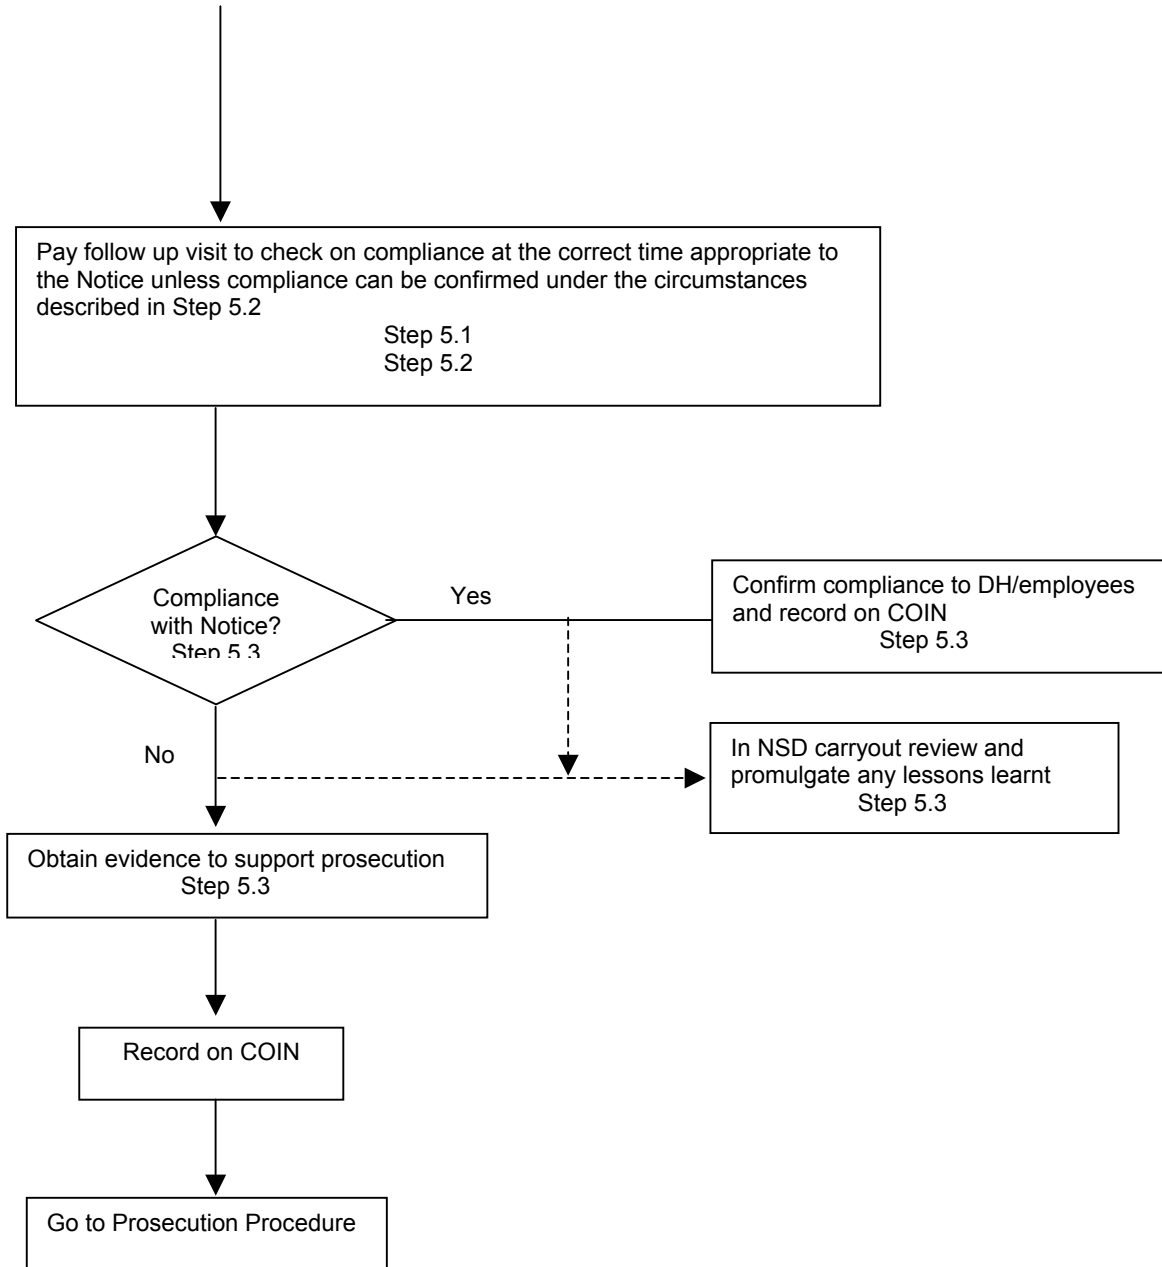 Pay follow up visit to check on compliance at the correct time appropriate to
the Notice unless compliance can be confirmed under the circumstances
described in Step 5.2
Step 5.1
Step 5.2
Compliance
with Notice?
Step 5.3
Yes
Confirm compliance to DH/employees
and record on COIN
Step 5.3
No
In NSD carryout review and
promulgate any lessons learnt
Step 5.3
Obtain evidence to support prosecution
Step 5.3
Record on COIN
Go to Prosecution Procedure